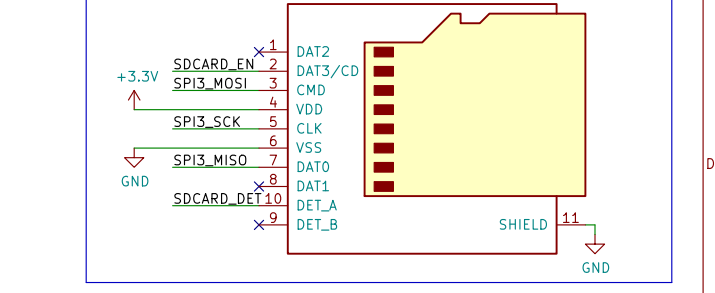 1 DAT2
SDCARD_EN 2 DAT3/CD
+3.3V SPI3_MOSI 3 CMD
4 VDD
SPI3_SCK 5 CLK
6 VSS
SPI3_MISO 7 DAT0
GND 8 DAT1
SDCARD_DET 10 DET_A
9 DET_B SHIELD 11
GND
D